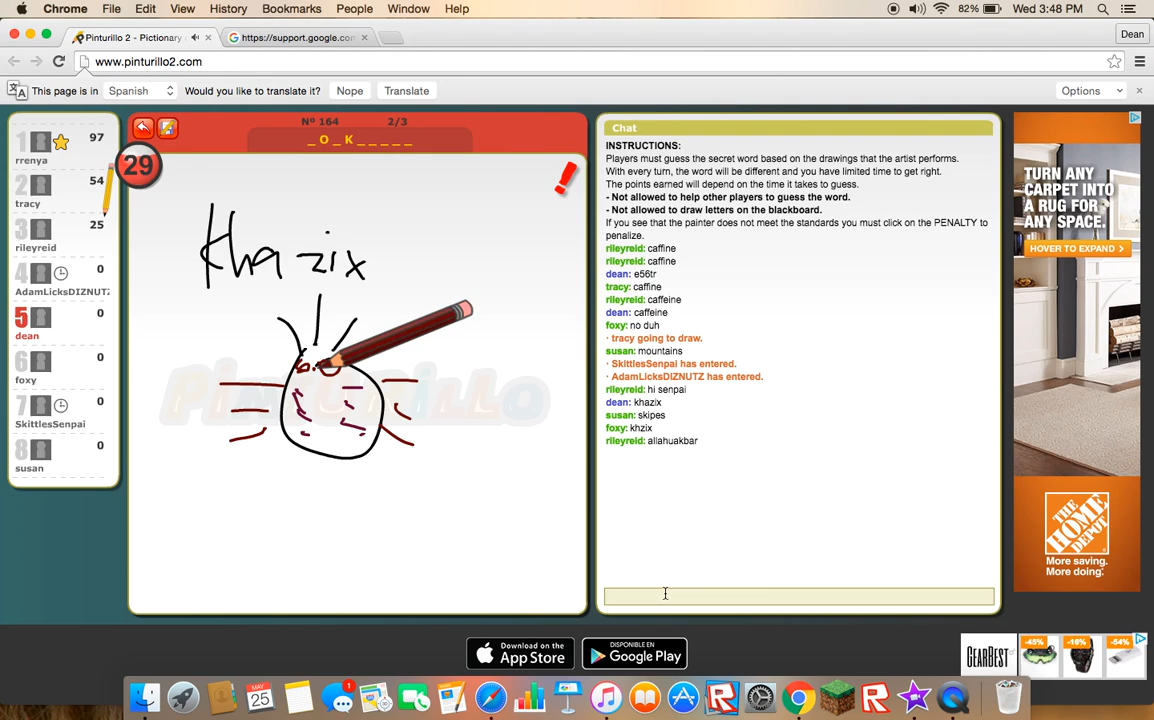 Chrome File Edit View History Bookmarks People Window Help 82% Wed 3:48 PM
Pinturillo 2 - Pictionary https://support.google.com Dean
www.pinturillo2.com
This page is in Spanish Would you like to translate it? Nope Translate Options
1 rrenya 97
2 tracy 54
3 rileyreid 25
4 AdamLicksDIZNUTZ 0
5 dean 0
6 foxy 0
7 SkittlesSenpai 0
8 susan 0
Nº 164 2/3
_ O _ K _ _ _ _ _
29
!
kha zix
Pinturillo
Chat
INSTRUCTIONS:
Players must guess the secret word based on the drawings that the artist performs.
With every turn, the word will be different and you have limited time to get right.
The points earned will depend on the time it takes to guess.
- Not allowed to help other players to guess the word.
- Not allowed to draw letters on the blackboard.
If you see that the painter does not meet the standards you must click on the PENALTY to
penalize.
rileyreid: caffine
rileyreid: caffine
dean: e56tr
tracy: caffine
rileyreid: caffeine
dean: caffeine
foxy: no duh
· tracy going to draw.
susan: mountains
· SkittlesSenpai has entered.
· AdamLicksDIZNUTZ has entered.
rileyreid: hi senpai
dean: khazix
susan: skipes
foxy: khzix
rileyreid: allahuakbar
TURN ANY
CARPET INTO
A RUG FOR
ANY SPACE.
HOVER TO EXPAND
THE HOME DEPOT
More saving.
More doing.
Download on the
App Store
DISPONIBLE EN
Google Play
GEARBEST -45% -16% -54%
MAY
25
1